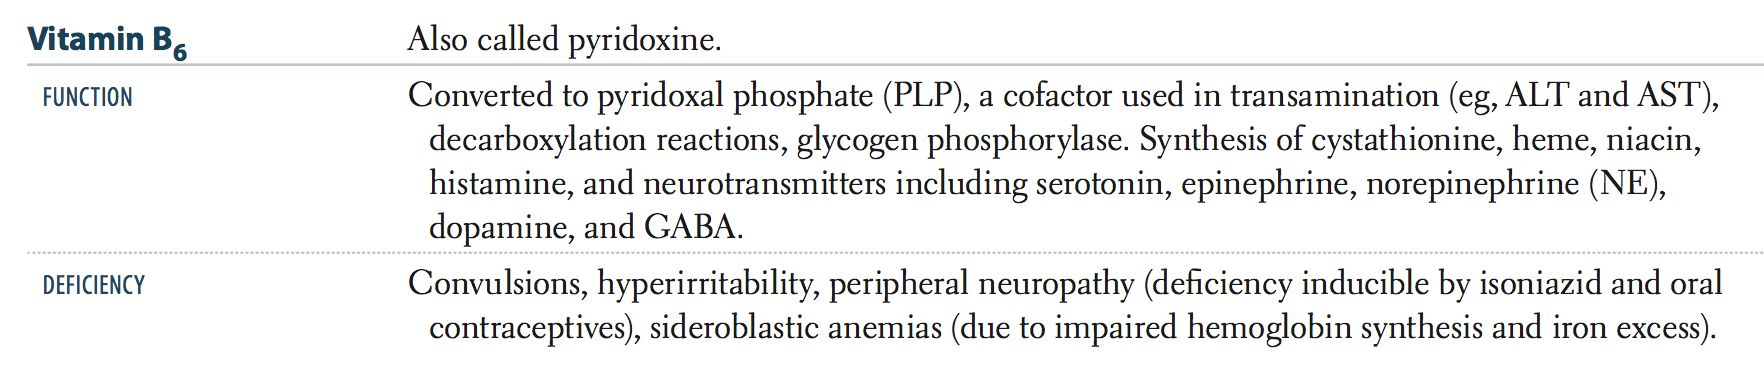 Vitamin B6 Also called pyridoxine.
FUNCTION Converted to pyridoxal phosphate (PLP), a cofactor used in transamination (eg, ALT and AST),
decarboxylation reactions, glycogen phosphorylase. Synthesis of cystathionine, heme, niacin,
histamine, and neurotransmitters including serotonin, epinephrine, norepinephrine (NE),
dopamine, and GABA.
DEFICIENCY Convulsions, hyperirritability, peripheral neuropathy (deficiency inducible by isoniazid and oral
contraceptives), sideroblastic anemias (due to impaired hemoglobin synthesis and iron excess).